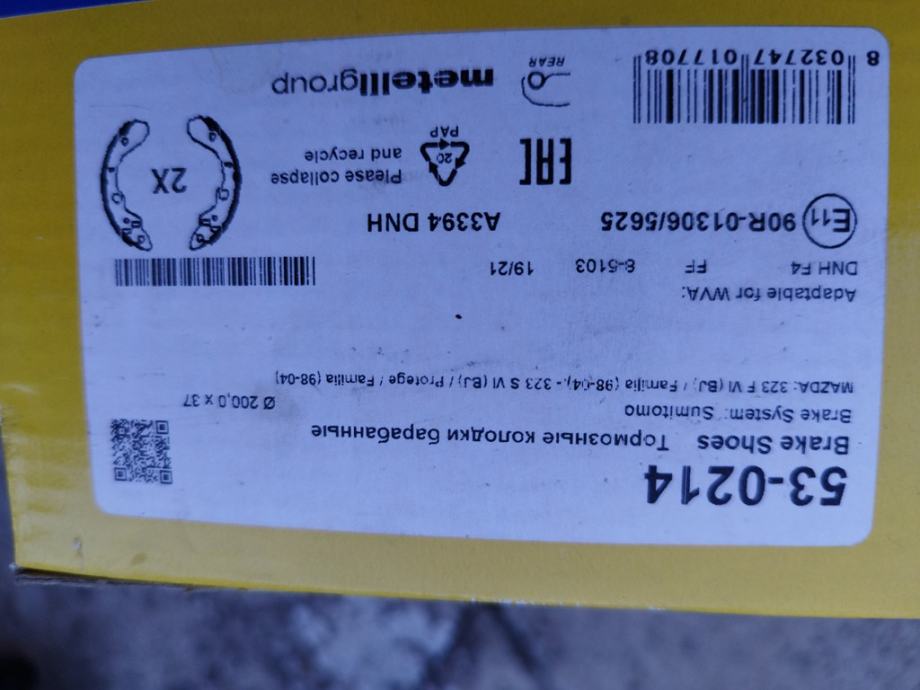 53-0214
Brake Shoes Тормозные колодки барабанные
Brake System: Sumitomo
Ø 200,0 x 37
MAZDA: 323 F VI (BJ) / Familia (98-04), - 323 S VI (BJ) / Protege / Familia (98-04)
Adaptable for WVA:
DNH F4 FF 8-5103 19/21
E11 90R-01306/5625 A3394 DNH
2X
EAC
20
PAP
Please collapse
and recycle
REAR
metelligroup
8 032747 017708